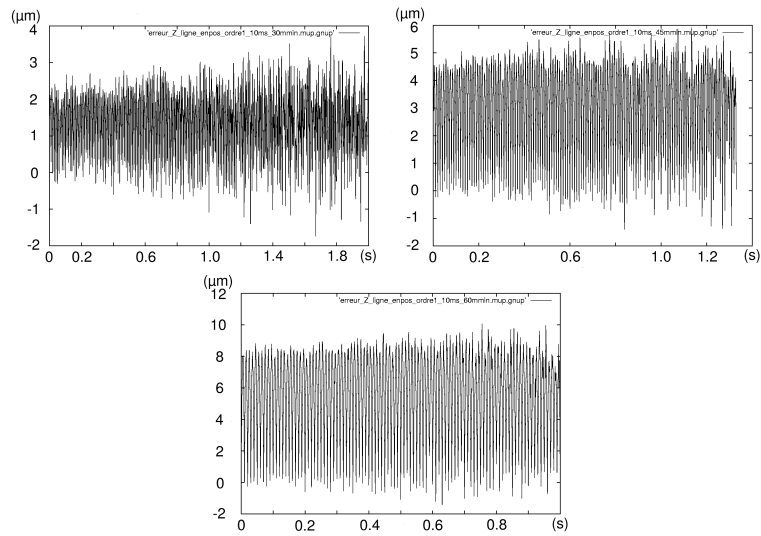 (μm)
4
'erreur_Z_ligne_enpos_ordre1_10ms_30mmin.mup.gnup'
3
2
1
0
-1
-2
0 0.2 0.6 1.0 1.4 1.8 (s)
(μm)
6
'erreur_Z_ligne_enpos_ordre1_10ms_45mmin.mup.gnup'
5
4
3
2
1
0
-1
-2
0 0.2 0.6 1.0 1.2 (s)
(μm)
12
'erreur_Z_ligne_enpos_ordre1_10ms_60mmin.mup.gnup'
10
8
6
4
2
0
-2
0 0.2 0.4 0.6 0.8 (s)